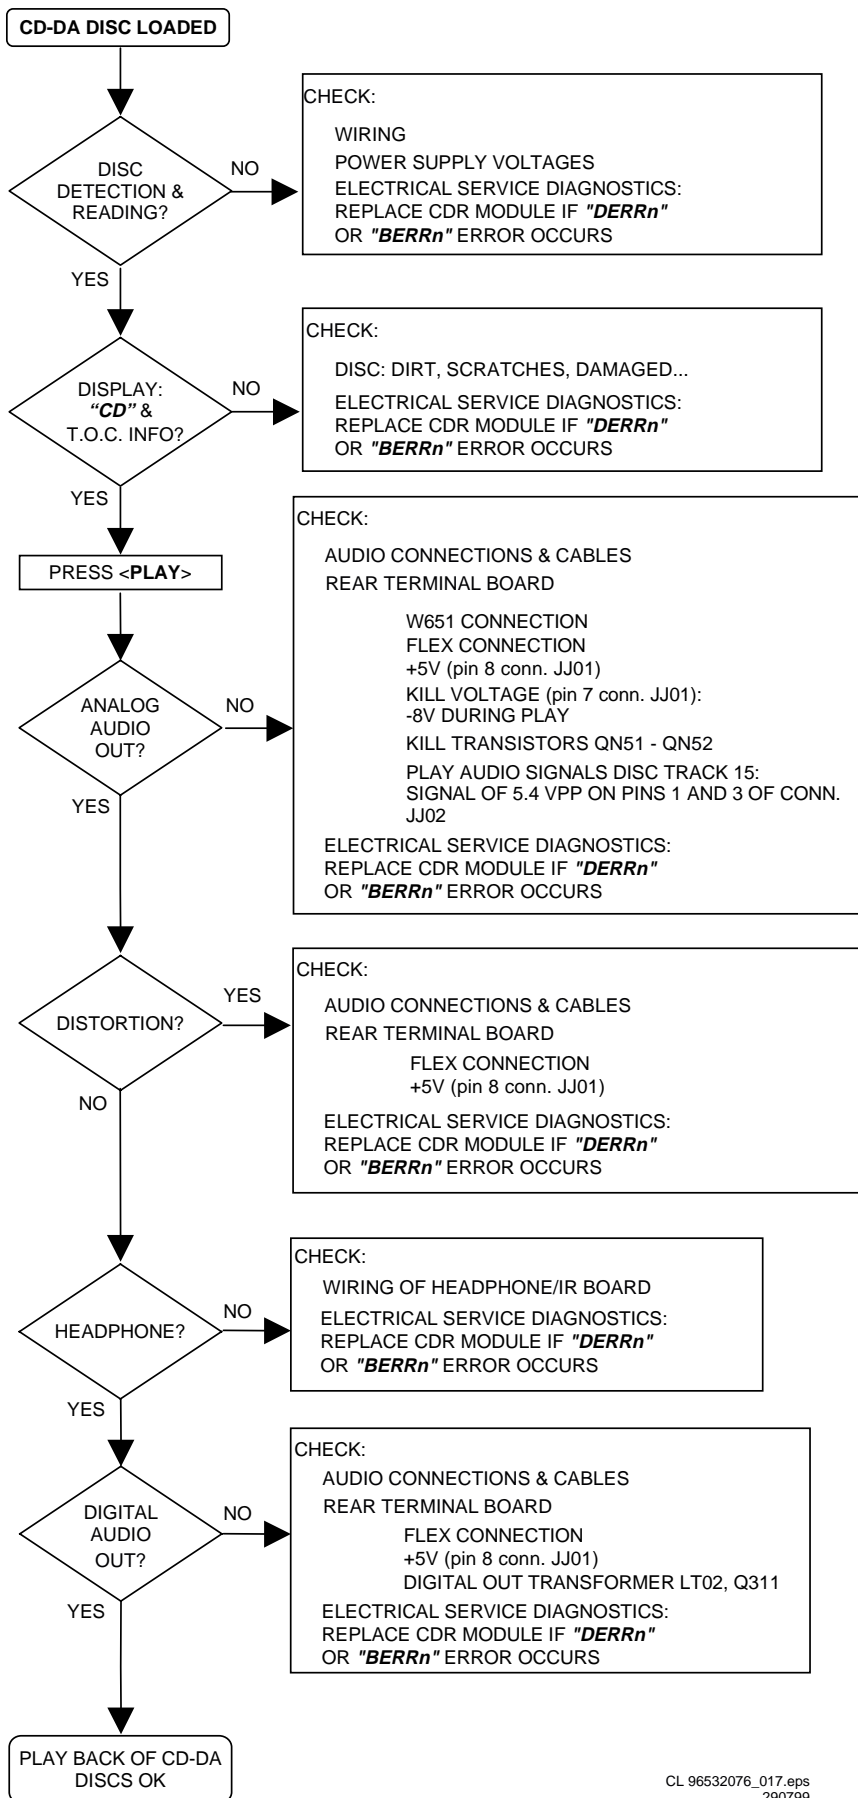 CD-DA DISC LOADED
DISC
DETECTION &
READING?
NO
YES
CHECK:
WIRING
POWER SUPPLY VOLTAGES
ELECTRICAL SERVICE DIAGNOSTICS:
REPLACE CDR MODULE IF "DERRn"
OR "BERRn" ERROR OCCURS
DISPLAY:
“CD” &
T.O.C. INFO?
NO
YES
CHECK:
DISC: DIRT, SCRATCHES, DAMAGED...
ELECTRICAL SERVICE DIAGNOSTICS:
REPLACE CDR MODULE IF "DERRn"
OR "BERRn" ERROR OCCURS
PRESS <PLAY>
ANALOG
AUDIO
OUT?
NO
YES
CHECK:
AUDIO CONNECTIONS & CABLES
REAR TERMINAL BOARD
W651 CONNECTION
FLEX CONNECTION
+5V (pin 8 conn. JJ01)
KILL VOLTAGE (pin 7 conn. JJ01):
-8V DURING PLAY
KILL TRANSISTORS QN51 - QN52
PLAY AUDIO SIGNALS DISC TRACK 15:
SIGNAL OF 5.4 VPP ON PINS 1 AND 3 OF CONN.
JJ02
ELECTRICAL SERVICE DIAGNOSTICS:
REPLACE CDR MODULE IF "DERRn"
OR "BERRn" ERROR OCCURS
DISTORTION?
YES
NO
CHECK:
AUDIO CONNECTIONS & CABLES
REAR TERMINAL BOARD
FLEX CONNECTION
+5V (pin 8 conn. JJ01)
ELECTRICAL SERVICE DIAGNOSTICS:
REPLACE CDR MODULE IF "DERRn"
OR "BERRn" ERROR OCCURS
HEADPHONE?
NO
YES
CHECK:
WIRING OF HEADPHONE/IR BOARD
ELECTRICAL SERVICE DIAGNOSTICS:
REPLACE CDR MODULE IF "DERRn"
OR "BERRn" ERROR OCCURS
DIGITAL
AUDIO
OUT?
NO
YES
CHECK:
AUDIO CONNECTIONS & CABLES
REAR TERMINAL BOARD
FLEX CONNECTION
+5V (pin 8 conn. JJ01)
DIGITAL OUT TRANSFORMER LT02, Q311
ELECTRICAL SERVICE DIAGNOSTICS:
REPLACE CDR MODULE IF "DERRn"
OR "BERRn" ERROR OCCURS
PLAY BACK OF CD-DA
DISCS OK
CL 96532076_017.eps
290799